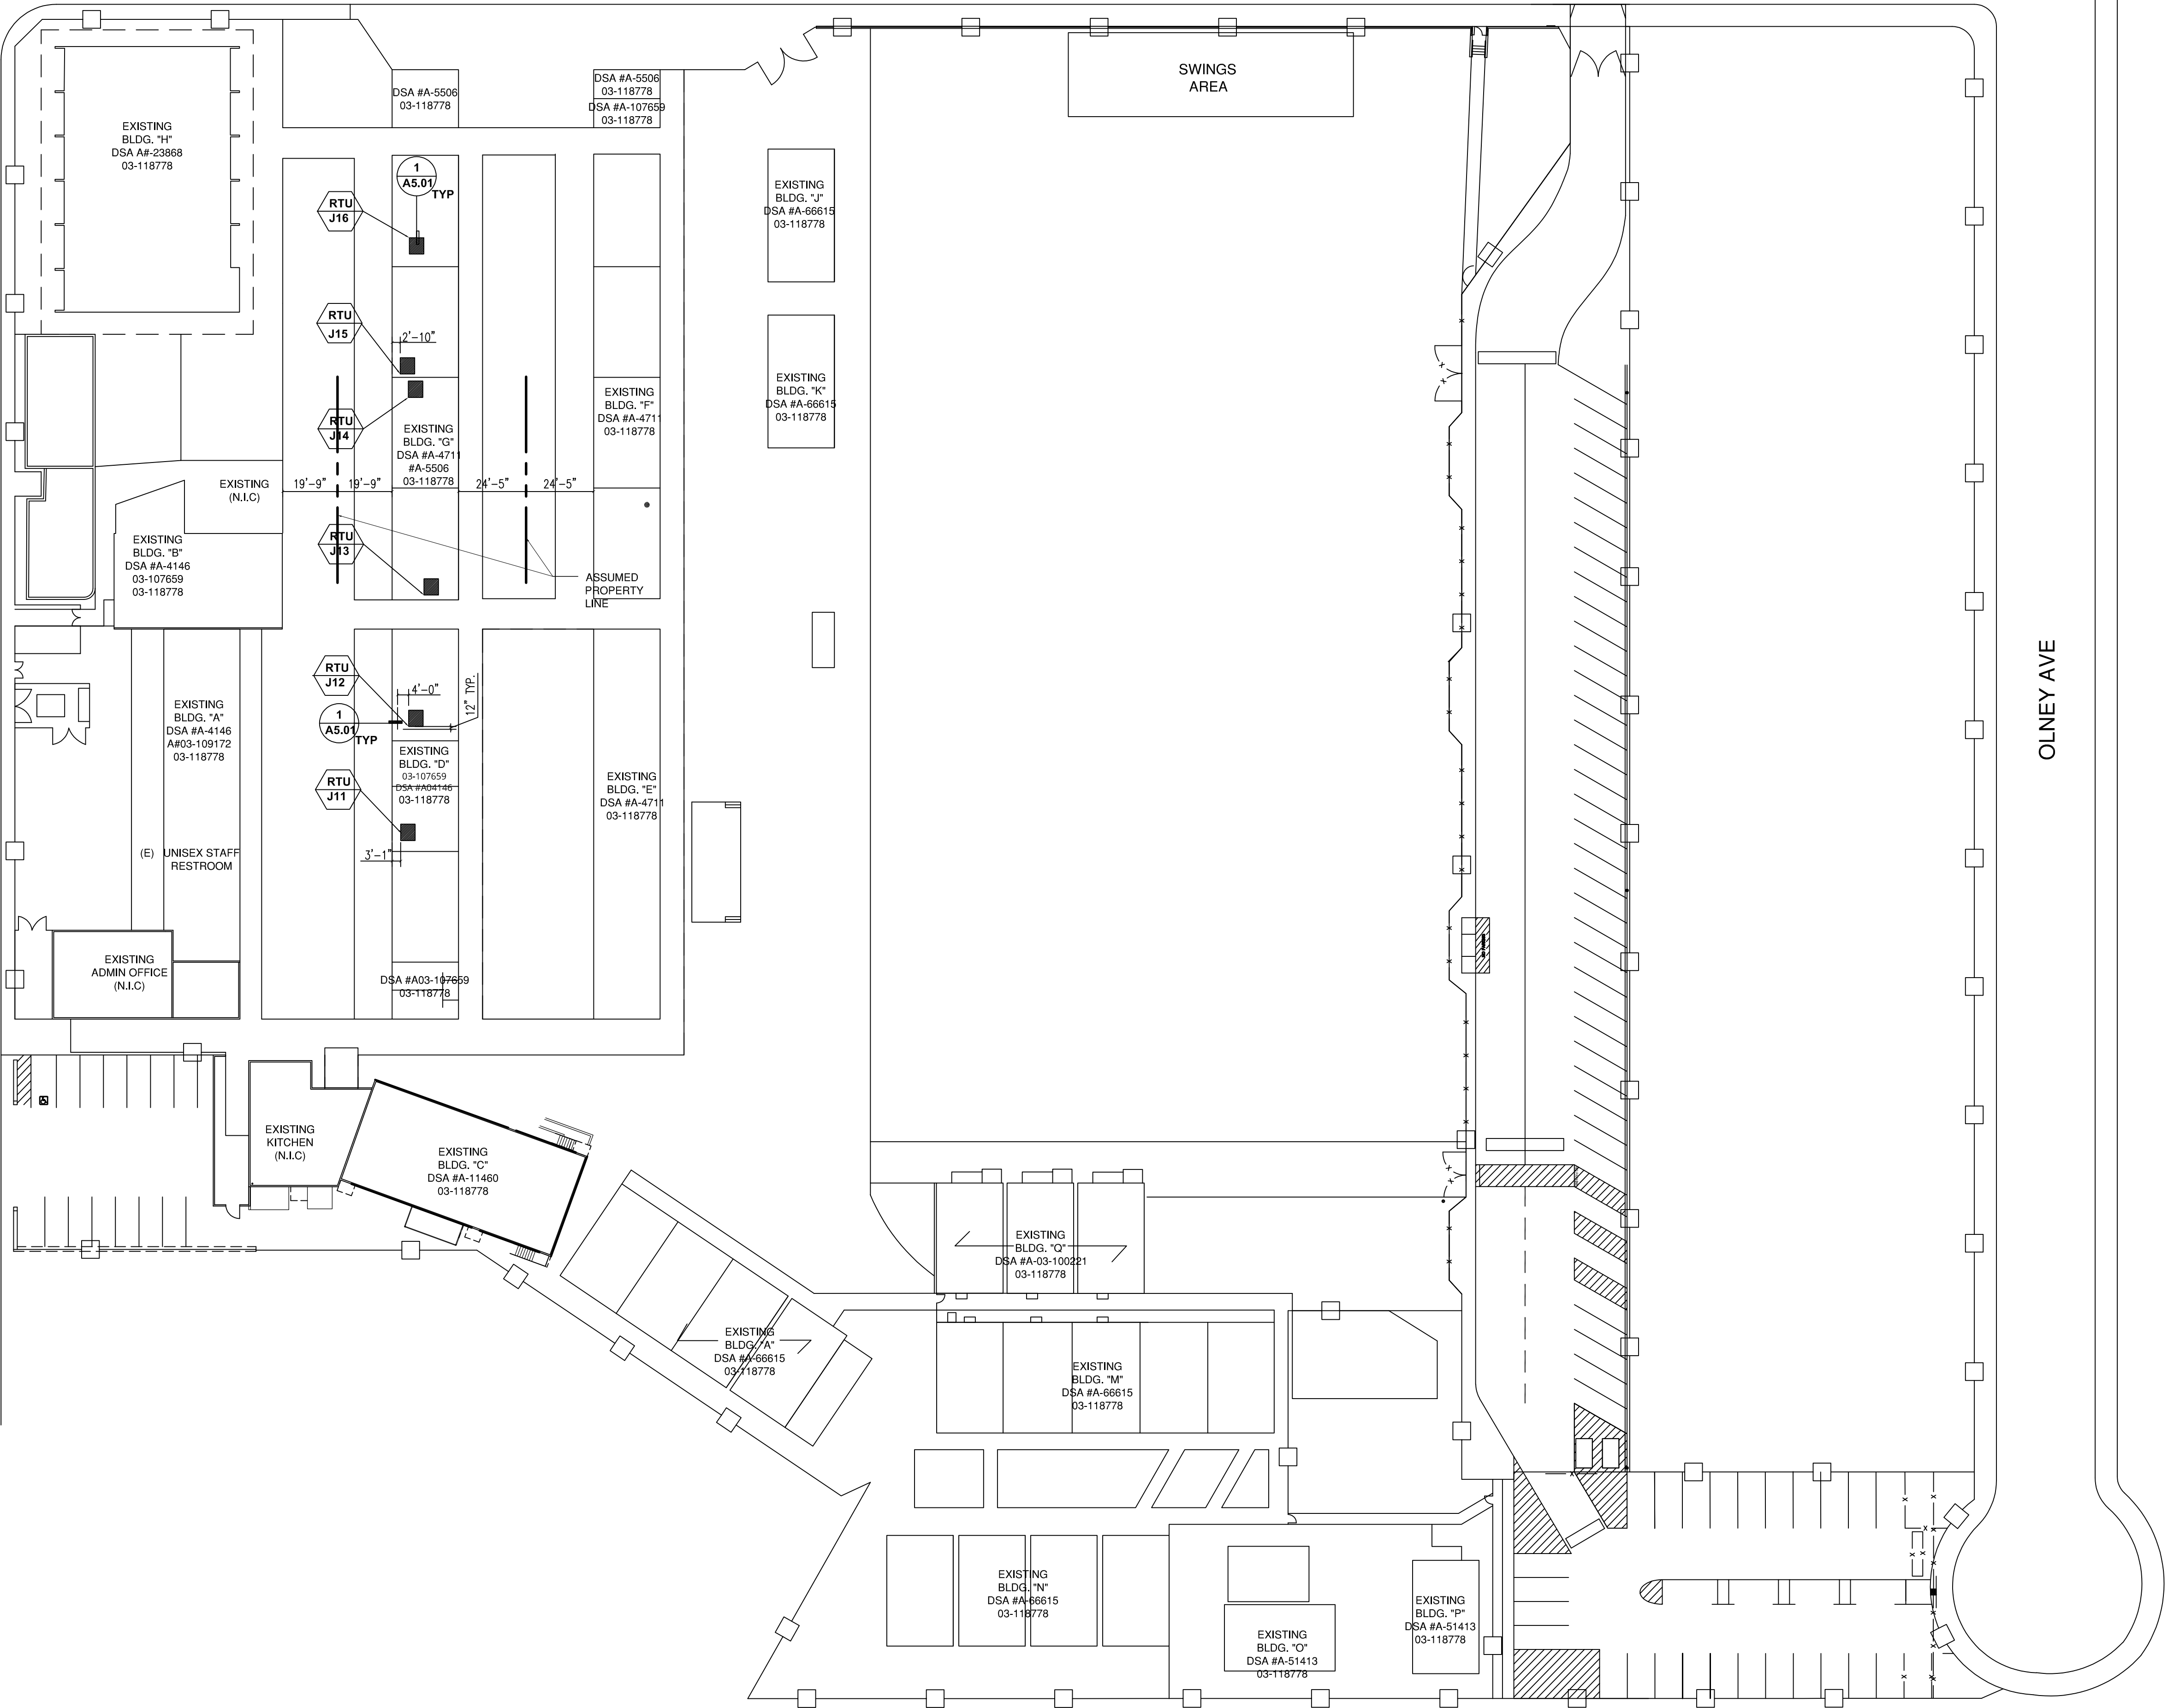 DSA #A-5506
03-118778
DSA #A-5506
03-118778
DSA #A-107659
03-118778
SWINGS
AREA
EXISTING
BLDG. "H"
DSA A#-23868
03-118778
1
A5.01
TYP
RTU
J16
EXISTING
BLDG. "J"
DSA #A-66615
03-118778
RTU
J15
2'-10"
EXISTING
BLDG. "K"
DSA #A-66615
03-118778
RTU
J14
EXISTING
BLDG. "G"
DSA #A-4711
#A-5506
03-118778
EXISTING
BLDG. "F"
DSA #A-4711
03-118778
EXISTING
(N.I.C)
19'-9"
19'-9"
24'-5"
24'-5"
EXISTING
BLDG. "B"
DSA #A-4146
03-107659
03-118778
RTU
J13
ASSUMED
PROPERTY
LINE
RTU
J12
4'-0"
12" TYP.
1
A5.01
TYP
EXISTING
BLDG. "A"
DSA #A-4146
A#03-109172
03-118778
EXISTING
BLDG. "D"
03-107659
DSA #A04146
03-118778
RTU
J11
3'-1"
EXISTING
BLDG. "E"
DSA #A-4711
03-118778
OLNEY AVE
(E) UNISEX STAFF
RESTROOM
EXISTING
ADMIN OFFICE
(N.I.C)
DSA #A03-107659
03-118778
EXISTING
KITCHEN
(N.I.C)
EXISTING
BLDG. "C"
DSA #A-11460
03-118778
EXISTING
BLDG. "Q"
DSA #A-03-100221
03-118778
EXISTING
BLDG. "A"
DSA #A-66615
03-118778
EXISTING
BLDG. "M"
DSA #A-66615
03-118778
EXISTING
BLDG. "N"
DSA #A-66615
03-118778
EXISTING
BLDG. "O"
DSA #A-51413
03-118778
EXISTING
BLDG. "P"
DSA #A-51413
03-118778